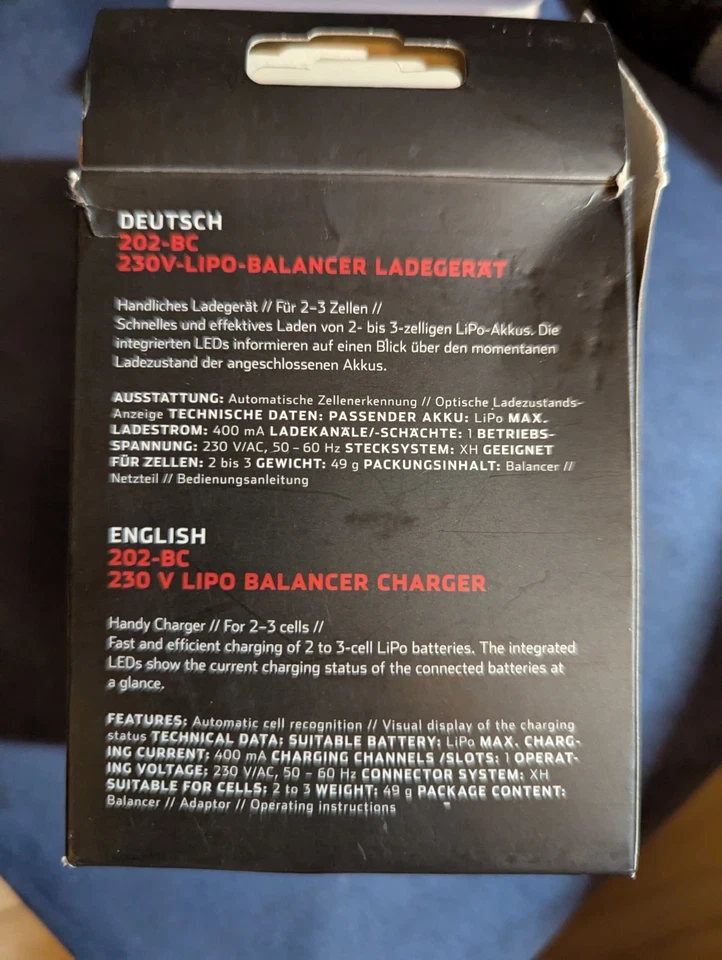 DEUTSCH
202-BC
230V-LIPO-BALANCER LADEGERÄT
Handliches Ladegerät // Für 2–3 Zellen //
Schnelles und effektives Laden von 2- bis 3-zelligen LiPo-Akkus. Die
integrierten LEDs informieren auf einen Blick über den momentanen
Ladezustand der angeschlossenen Akkus.
AUSSTATTUNG: Automatische Zellenerkennung // Optische Ladezustands-
Anzeige TECHNISCHE DATEN: PASSENDER AKKU: LiPo MAX.
LADESTROM: 400 mA LADEKANÄLE/-SCHÄCHTE: 1 BETRIEBS-
SPANNUNG: 230 V/AC, 50 – 60 Hz STECKSYSTEM: XH GEEIGNET
FÜR ZELLEN: 2 bis 3 GEWICHT: 49 g PACKUNGSINHALT: Balancer //
Netzteil // Bedienungsanleitung
ENGLISH
202-BC
230 V LIPO BALANCER CHARGER
Handy Charger // For 2–3 cells //
Fast and efficient charging of 2 to 3-cell LiPo batteries. The integrated
LEDs show the current charging status of the connected batteries at
a glance.
FEATURES: Automatic cell recognition // Visual display of the charging
status TECHNICAL DATA: SUITABLE BATTERY: LiPo MAX. CHARG-
ING CURRENT: 400 mA CHARGING CHANNELS /SLOTS: 1 OPERAT-
ING VOLTAGE: 230 V/AC, 50 – 60 Hz CONNECTOR SYSTEM: XH
SUITABLE FOR CELLS: 2 to 3 WEIGHT: 49 g PACKAGE CONTENT:
Balancer // Adaptor // Operating instructions